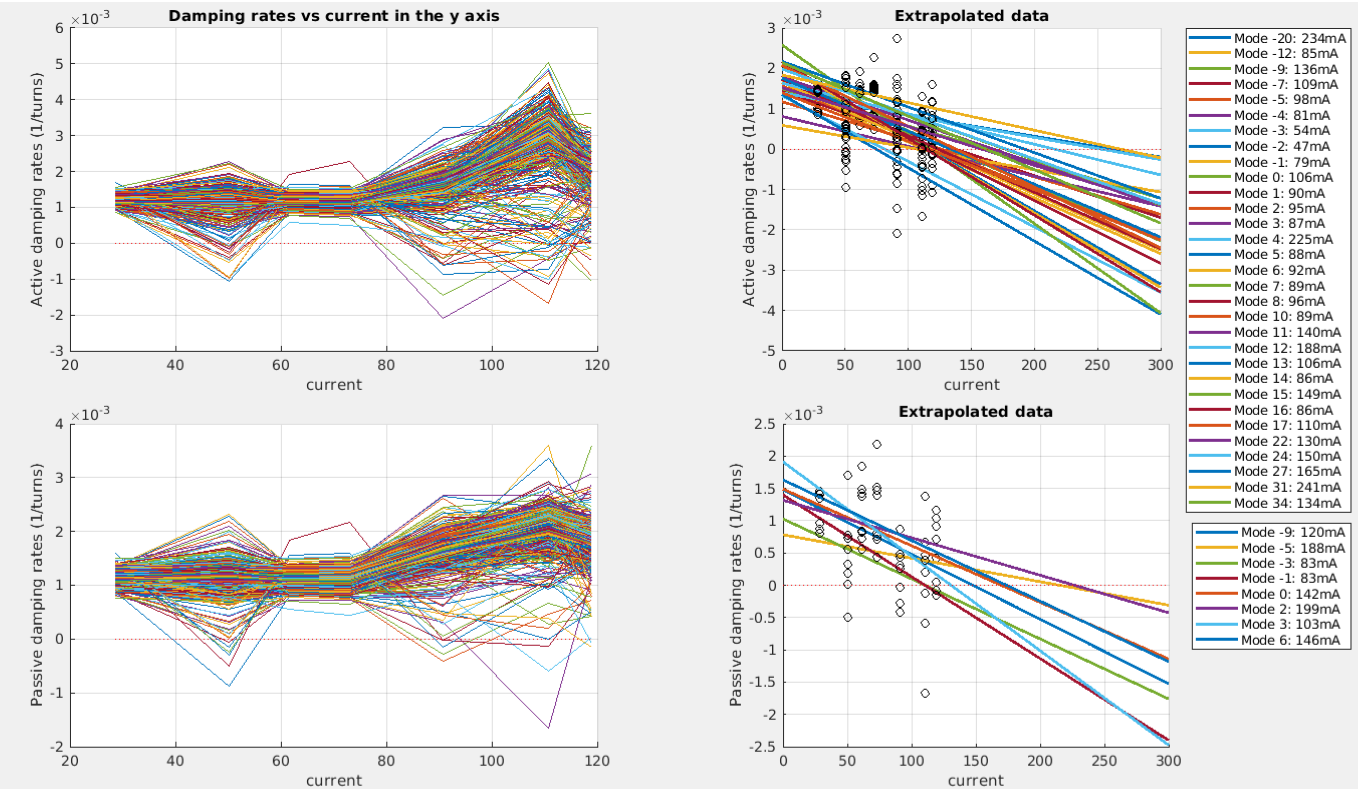 Damping rates vs current in the y axis
×10-3
6
5
4
3
2
1
0
-1
-2
-3
20 40 60 80 100 120
current
Active damping rates (1/turns)
Extrapolated data
×10-3
3
2
1
0
-1
-2
-3
-4
-5
0 50 100 150 200 250 300
current
Active damping rates (1/turns)
Mode -20: 234mA
Mode -12: 85mA
Mode -9: 136mA
Mode -7: 109mA
Mode -5: 98mA
Mode -4: 81mA
Mode -3: 54mA
Mode -2: 47mA
Mode -1: 79mA
Mode 0: 106mA
Mode 1: 90mA
Mode 2: 95mA
Mode 3: 87mA
Mode 4: 225mA
Mode 5: 88mA
Mode 6: 92mA
Mode 7: 89mA
Mode 8: 96mA
Mode 10: 89mA
Mode 11: 140mA
Mode 12: 188mA
Mode 13: 106mA
Mode 14: 86mA
Mode 15: 149mA
Mode 16: 86mA
Mode 17: 110mA
Mode 22: 130mA
Mode 24: 150mA
Mode 27: 165mA
Mode 31: 241mA
Mode 34: 134mA
×10-3
4
3
2
1
0
-1
-2
20 40 60 80 100 120
current
Passive damping rates (1/turns)
Extrapolated data
×10-3
2.5
2
1.5
1
0.5
0
-0.5
-1
-1.5
-2
-2.5
0 50 100 150 200 250 300
current
Passive damping rates (1/turns)
Mode -9: 120mA
Mode -5: 188mA
Mode -3: 83mA
Mode -1: 83mA
Mode 0: 142mA
Mode 2: 199mA
Mode 3: 103mA
Mode 6: 146mA